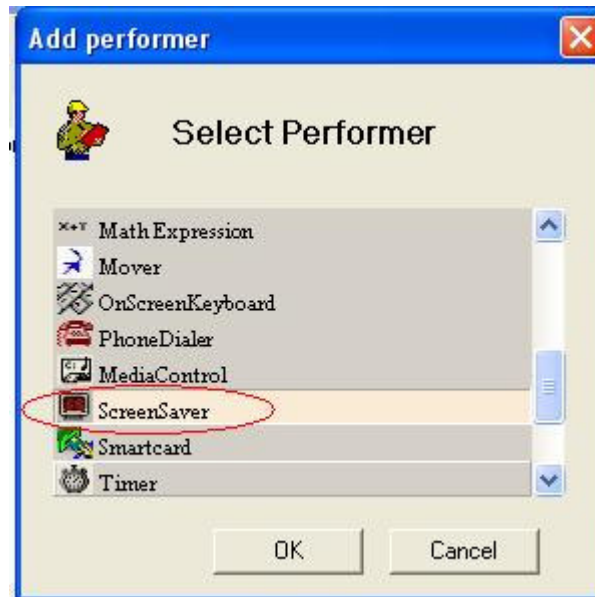 Add performer
Select Performer
Math Expression
Mover
OnScreenKeyboard
PhoneDialer
MediaControl
ScreenSaver
Smartcard
Timer
OK Cancel